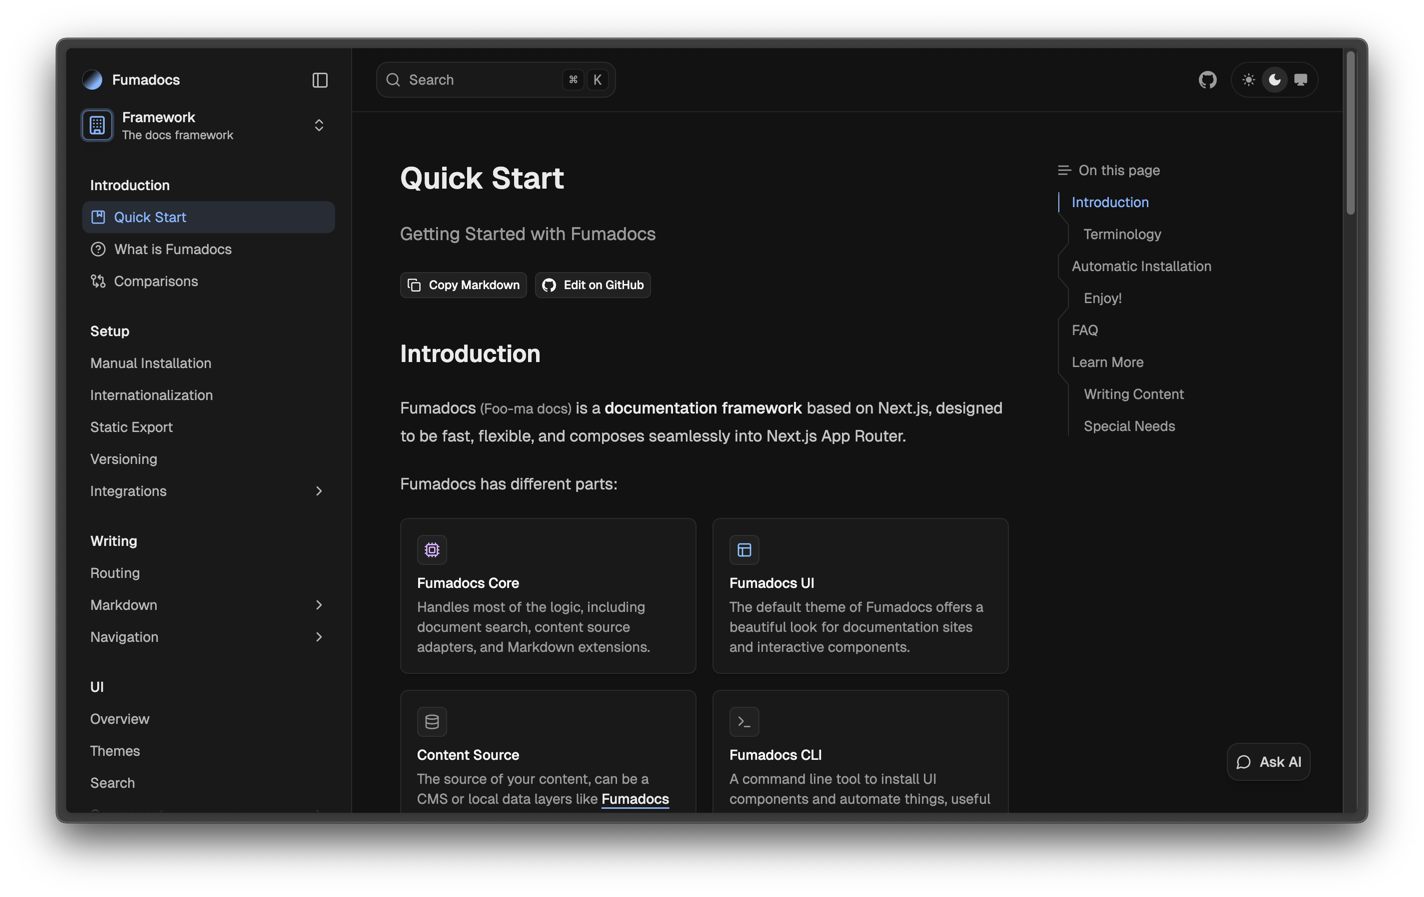 Fumadocs
Framework
The docs framework
Introduction
Quick Start
What is Fumadocs
Comparisons
Setup
Manual Installation
Internationalization
Static Export
Versioning
Integrations
Writing
Routing
Markdown
Navigation
UI
Overview
Themes
Search
Search ⌘ K
Quick Start
Getting Started with Fumadocs
Copy Markdown
Edit on GitHub
Introduction
Fumadocs (Foo-ma docs) is a documentation framework based on Next.js, designed
to be fast, flexible, and composes seamlessly into Next.js App Router.
Fumadocs has different parts:
Fumadocs Core
Handles most of the logic, including
document search, content source
adapters, and Markdown extensions.
Fumadocs UI
The default theme of Fumadocs offers a
beautiful look for documentation sites
and interactive components.
Content Source
The source of your content, can be a
CMS or local data layers like Fumadocs
Fumadocs CLI
A command line tool to install UI
components and automate things, useful
On this page
Introduction
Terminology
Automatic Installation
Enjoy!
FAQ
Learn More
Writing Content
Special Needs
Ask AI